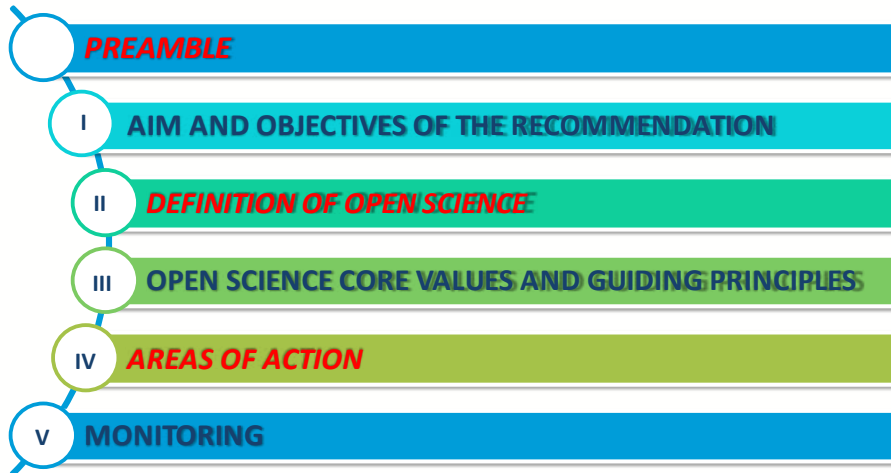 PREAMBLE
I AIM AND OBJECTIVES OF THE RECOMMENDATION
II DEFINITION OF OPEN SCIENCE
III OPEN SCIENCE CORE VALUES AND GUIDING PRINCIPLES
IV AREAS OF ACTION
V MONITORING